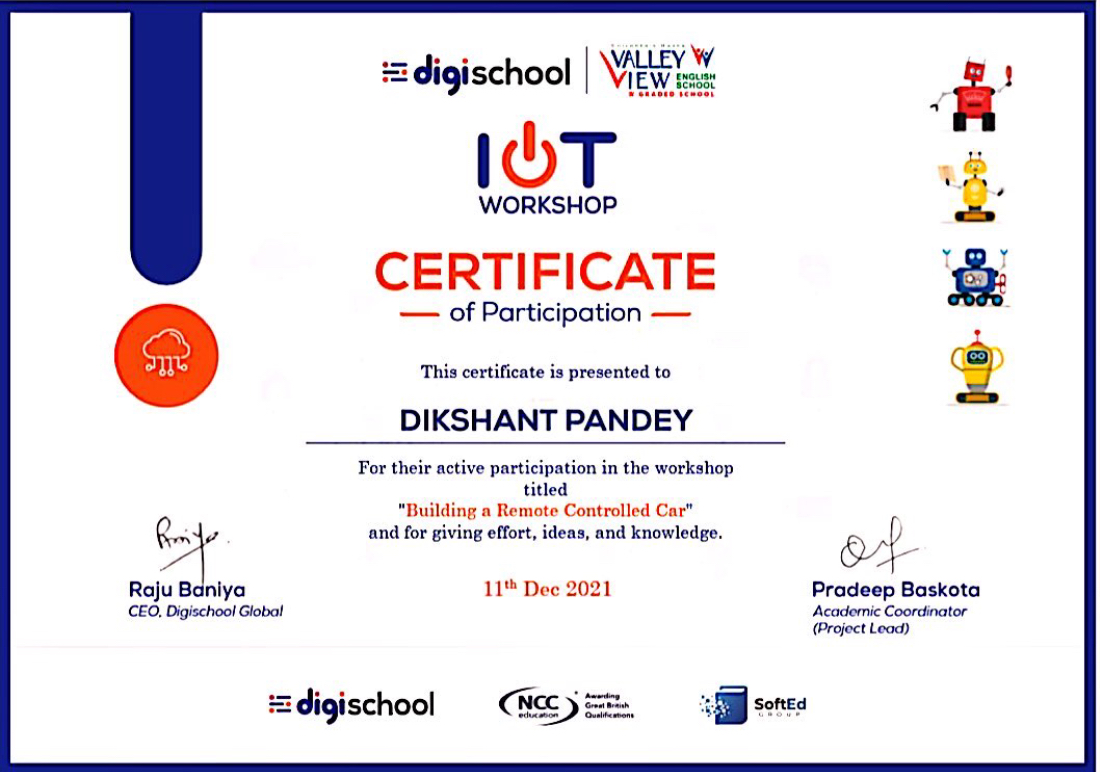 digischool
VALLEY VIEW
ENGLISH
SCHOOL
A GRADED SCHOOL
IOT
WORKSHOP
CERTIFICATE
of Participation
This certificate is presented to
DIKSHANT PANDEY
For their active participation in the workshop
titled
"Building a Remote Controlled Car"
and for giving effort, ideas, and knowledge.
Raju Baniya
CEO, Digischool Global
11th Dec 2021
Pradeep Baskota
Academic Coordinator
(Project Lead)
digischool
NCC
education
Awarding
Great British
Qualifications
SoftEd
GROUP